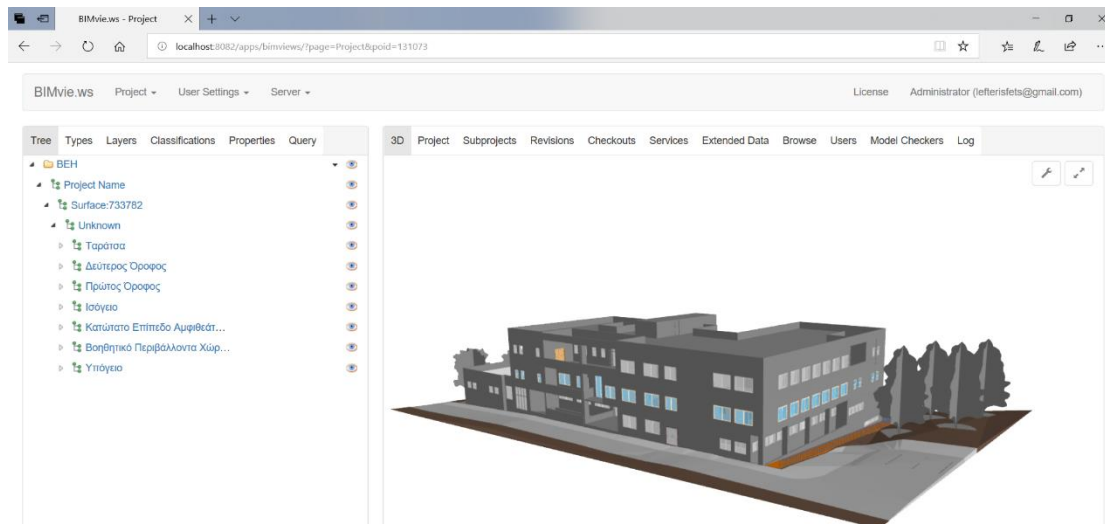 BIMvie.ws - Project
localhost:8082/apps/bimviews/?page=Project&poid=131073
BIMvie.ws Project User Settings Server License Administrator (lefterisfets@gmail.com)
Tree Types Layers Classifications Properties Query
3D Project Subprojects Revisions Checkouts Services Extended Data Browse Users Model Checkers Log
BEH
Project Name
Surface:733782
Unknown
Ταράτσα
Δεύτερος Όροφος
Πρώτος Όροφος
Ισόγειο
Κατώτατο Επίπεδο Αμφιθεάτ...
Βοηθητικό Περιβάλλοντα Χώρ...
Υπόγειο